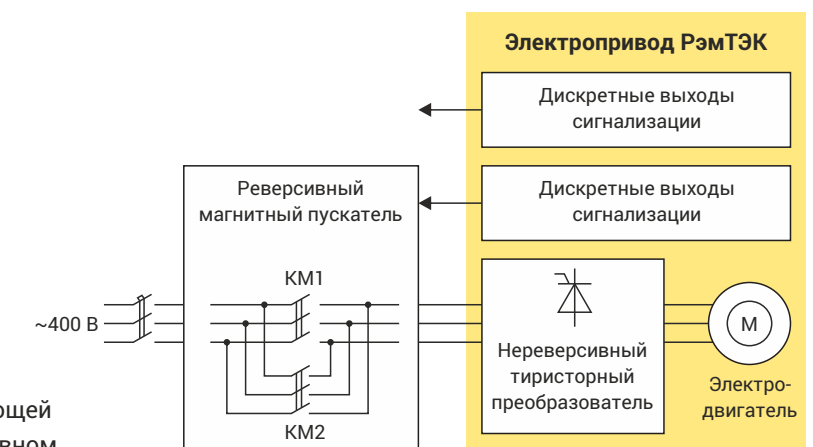 Электропривод РэмТЭК
Дискретные выходы
сигнализации
Реверсивный
магнитный пускатель
Дискретные выходы
сигнализации
КМ1
~400 В
М
Нереверсивный
тиристорный
преобразователь
Электро-
двигатель
КМ2
ющей